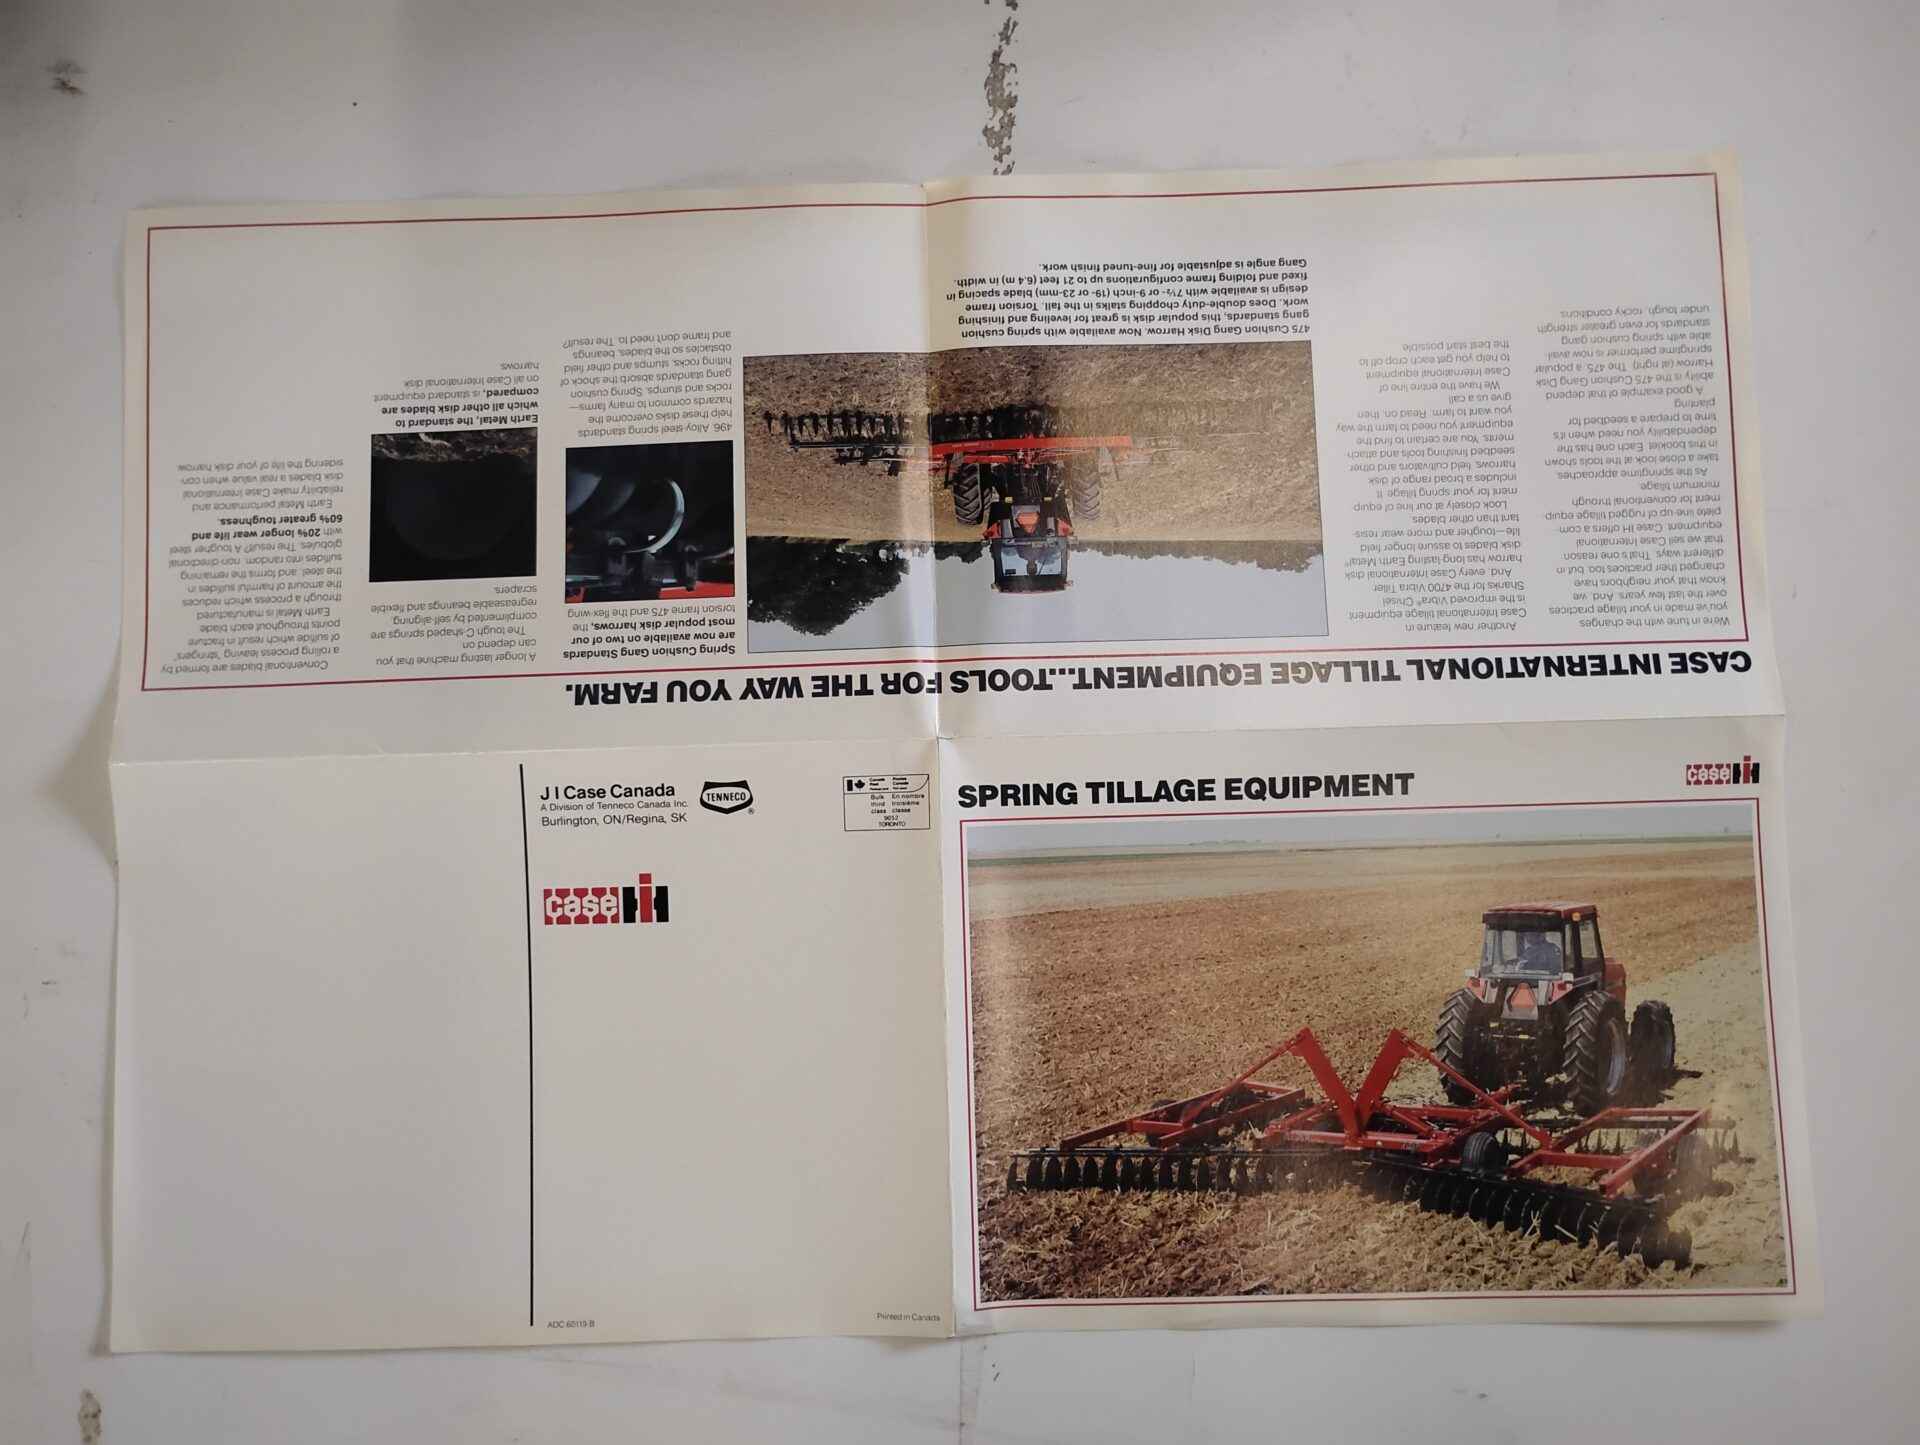 SPRING TILLAGE EQUIPMENT
case IH
J I Case Canada
A Division of Tenneco Canada Inc.
Burlington, ON/Regina, SK
TENNECO
®
Canada Postes
Post Canada
Bulk En nombre
third troisième
class classe
9052
TORONTO
case IH
ADC 60119 B
Printed in Canada
CASE INTERNATIONAL TILLAGE EQUIPMENT...TOOLS FOR THE WAY YOU FARM.
We're in tune with the changes
you've made in your tillage practices
over the last few years. And, we
know that your neighbors have
changed their practices too, but in
different ways. That's one reason
that we sell Case International
equipment. Case IH offers a com-
plete line-up of rugged tillage equip-
ment for conventional through
minimum tillage.
As the springtime approaches,
take a close look at the tools shown
in this booklet. Each one has the
dependability you need when it's
time to prepare a seedbed for
planting.
A good example of that depend
ability is the 475 Cushion Gang Disk
Harrow (at right). The 475, a popular
springtime performer is now avail-
able with spring cushion gang
standards for even greater strength
under tough, rocky conditions.
Another new feature in
Case International tillage equipment
is the improved Vibra® Chisel
Shanks for the 4700 Vibra Tiller.
And, every Case International disk
harrow has long lasting Earth Metal®
disk blades to assure longer field
life—tougher and more wear resis-
tant than other blades.
Look closely at our line of equip
ment for your spring tillage. It
includes a broad range of disk
harrows, field cultivators and other
seedbed finishing tools and attach-
ments. You are certain to find the
equipment you need to farm the way
you want to farm. Read on, then
give us a call.
We have the entire line of
Case International equipment
to help you get each crop off to
the best start possible.
475 Cushion Gang Disk Harrow. Now available with spring cushion
gang standards, this popular disk is great for leveling and finishing
work. Does double-duty chopping stalks in the fall. Torsion frame
design is available with 7½- or 9-inch (19- or 23-mm) blade spacing in
fixed and folding frame configurations up to 21 feet (6.4 m) in width.
Gang angle is adjustable for fine-tuned finish work.
Spring Cushion Gang Standards
are now available on two of our
most popular disk harrows, the
torsion frame 475 and the flex-wing
496. Alloy steel spring standards
help these disks overcome the
hazards common to many farms—
rocks and stumps. Spring cushion
gang standards absorb the shock of
hitting rocks, stumps and other field
obstacles so the blades, bearings
and frame don't need to. The result?
A longer lasting machine that you
can depend on.
The tough C-shaped springs are
complimented by self-aligning,
regreaseable bearings and flexible
scrapers.
Earth Metal, the standard to
which all other disk blades are
compared, is standard equipment
on all Case International disk
harrows.
Conventional blades are formed by
a rolling process leaving "stringers"
of sulfide which result in fracture
points throughout each blade.
Earth Metal is manufactured
through a process which reduces
the amount of harmful sulfides in
the steel, and forms the remaining
sulfides into random, non-directional
globules. The result? A tougher steel
with 20% longer wear life and
60% greater toughness.
Earth Metal performance and
reliability make Case International
disk blades a real value when con-
sidering the life of your disk harrow.